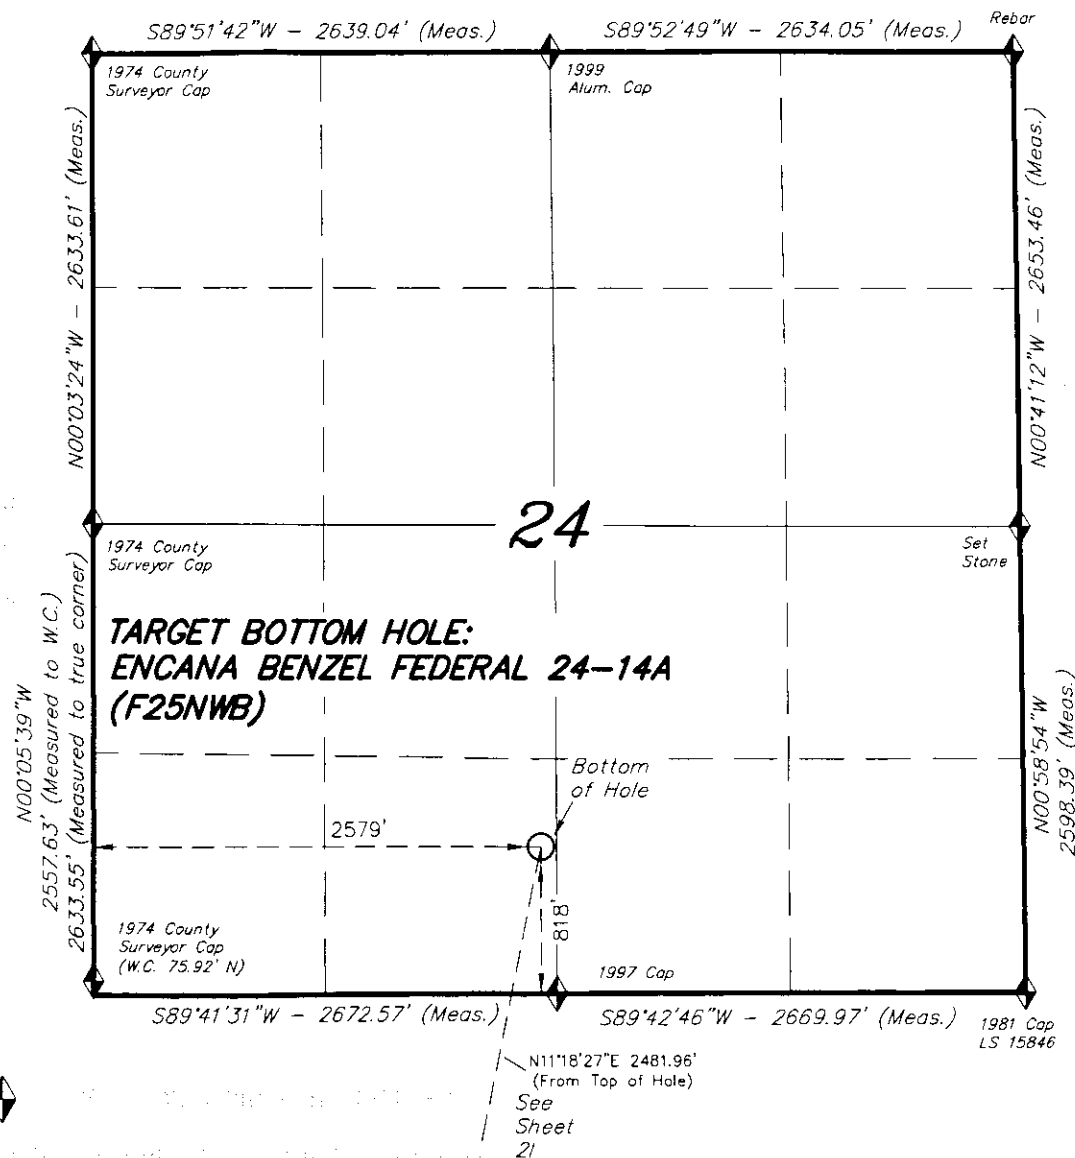 S89°51'42"W - 2639.04' (Meas.)
S89°52'49"W - 2634.05' (Meas.)
Rebar
1974 County
Surveyor Cap
1999
Alum. Cap
N00°03'24"W - 2633.61' (Meas.)
N00°41'12"W - 2653.46' (Meas.)
24
1974 County
Surveyor Cap
Set
Stone
TARGET BOTTOM HOLE:
ENCANA BENZEL FEDERAL 24-14A
(F25NWB)
N00°05'39"W
2557.63' (Measured to W.C.)
2633.55' (Measured to true corner)
N00°58'54"W
2598.39' (Meas.)
Bottom
of Hole
2579'
818'
1974 County
Surveyor Cap
(W.C. 75.92' N)
1997 Cap
S89°41'31"W - 2672.57' (Meas.)
S89°42'46"W - 2669.97' (Meas.)
1981 Cap
LS 15846
N11°18'27"E 2481.96'
(From Top of Hole)
See
Sheet
21